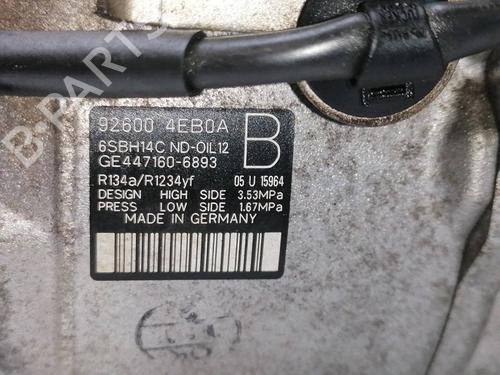 B-PARTS
92600 4EB0A B
6SBH14C ND-OIL12
GE447160-6893
R134a/R1234yf 05 U 15964
DESIGN HIGH SIDE 3.53MPa
PRESS LOW SIDE 1.67MPa
MADE IN GERMANY